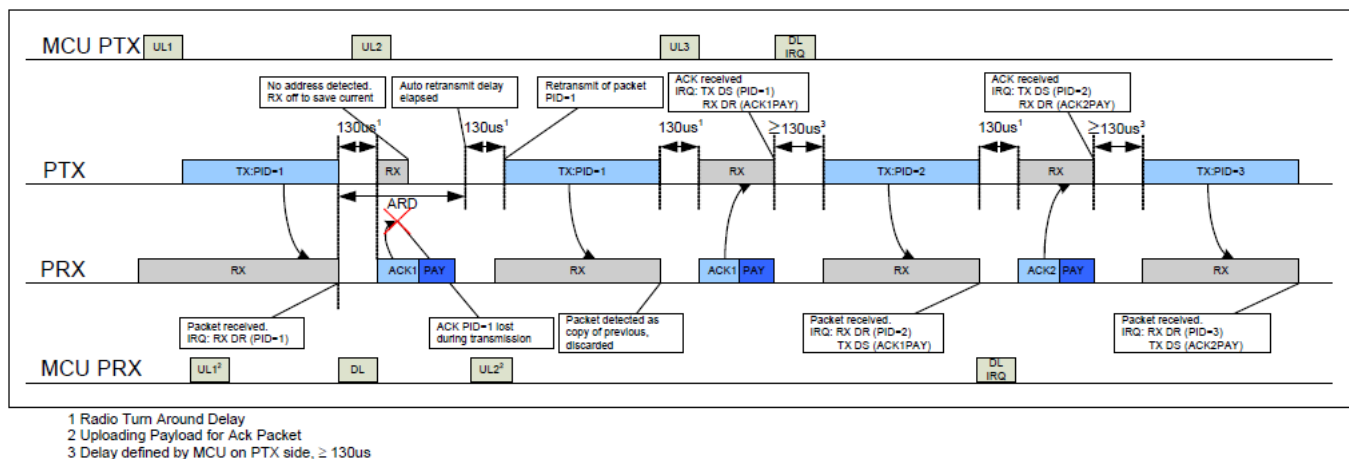 MCU PTX
UL1
UL2
UL3
DL
IRQ
No address detected.
RX off to save current
Auto retransmit delay
elapsed
Retransmit of packet
PID=1
ACK received
IRQ: TX DS (PID=1)
RX DR (ACK1PAY)
ACK received
IRQ: TX DS (PID=2)
RX DR (ACK2PAY)
130us¹
130us¹
130us¹
≥130us³
130us¹
≥130us³
PTX
TX:PID=1
RX
TX:PID=1
RX
TX:PID=2
RX
TX:PID=3
ARD
PRX
RX
ACK1
PAY
RX
ACK1
PAY
RX
ACK2
PAY
RX
Packet received.
IRQ: RX DR (PID=1)
ACK PID=1 lost
during transmission
Packet detected as
copy of previous,
discarded
Packet received.
IRQ: RX DR (PID=2)
TX DS (ACK1PAY)
Packet received.
IRQ: RX DR (PID=3)
TX DS (ACK2PAY)
MCU PRX
UL1²
DL
UL2²
DL
IRQ
1 Radio Turn Around Delay
2 Uploading Payload for Ack Packet
3 Delay defined by MCU on PTX side, ≥ 130us